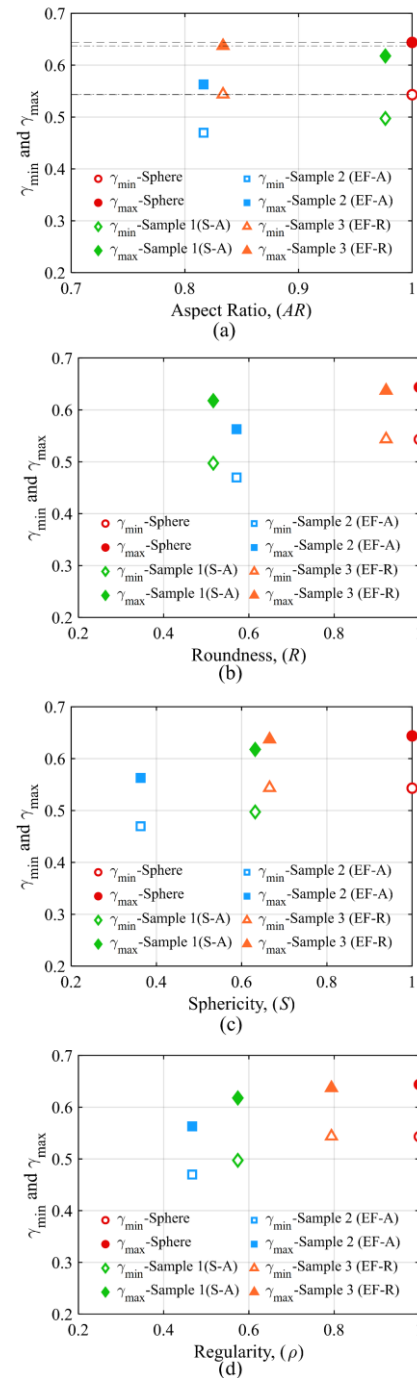 0.7
0.6
0.5
0.4
0.3
0.2
γmin and γmax
γmin-Sphere
γmax-Sphere
γmin-Sample 1(S-A)
γmax-Sample 1(S-A)
γmin-Sample 2 (EF-A)
γmax-Sample 2 (EF-A)
γmin-Sample 3 (EF-R)
γmax-Sample 3 (EF-R)
0.7 0.8 0.9 1
Aspect Ratio, (AR)
(a)
0.7
0.6
0.5
0.4
0.3
0.2
γmin and γmax
γmin-Sphere
γmax-Sphere
γmin-Sample 1(S-A)
γmax-Sample 1(S-A)
γmin-Sample 2 (EF-A)
γmax-Sample 2 (EF-A)
γmin-Sample 3 (EF-R)
γmax-Sample 3 (EF-R)
0.2 0.4 0.6 0.8 1
Roundness, (R)
(b)
0.7
0.6
0.5
0.4
0.3
0.2
γmin and γmax
γmin-Sphere
γmax-Sphere
γmin-Sample 1(S-A)
γmax-Sample 1(S-A)
γmin-Sample 2 (EF-A)
γmax-Sample 2 (EF-A)
γmin-Sample 3 (EF-R)
γmax-Sample 3 (EF-R)
0.2 0.4 0.6 0.8 1
Sphericity, (S)
(c)
0.7
0.6
0.5
0.4
0.3
0.2
γmin and γmax
γmin-Sphere
γmax-Sphere
γmin-Sample 1(S-A)
γmax-Sample 1(S-A)
γmin-Sample 2 (EF-A)
γmax-Sample 2 (EF-A)
γmin-Sample 3 (EF-R)
γmax-Sample 3 (EF-R)
0.2 0.4 0.6 0.8 1
Regularity, (ρ)
(d)